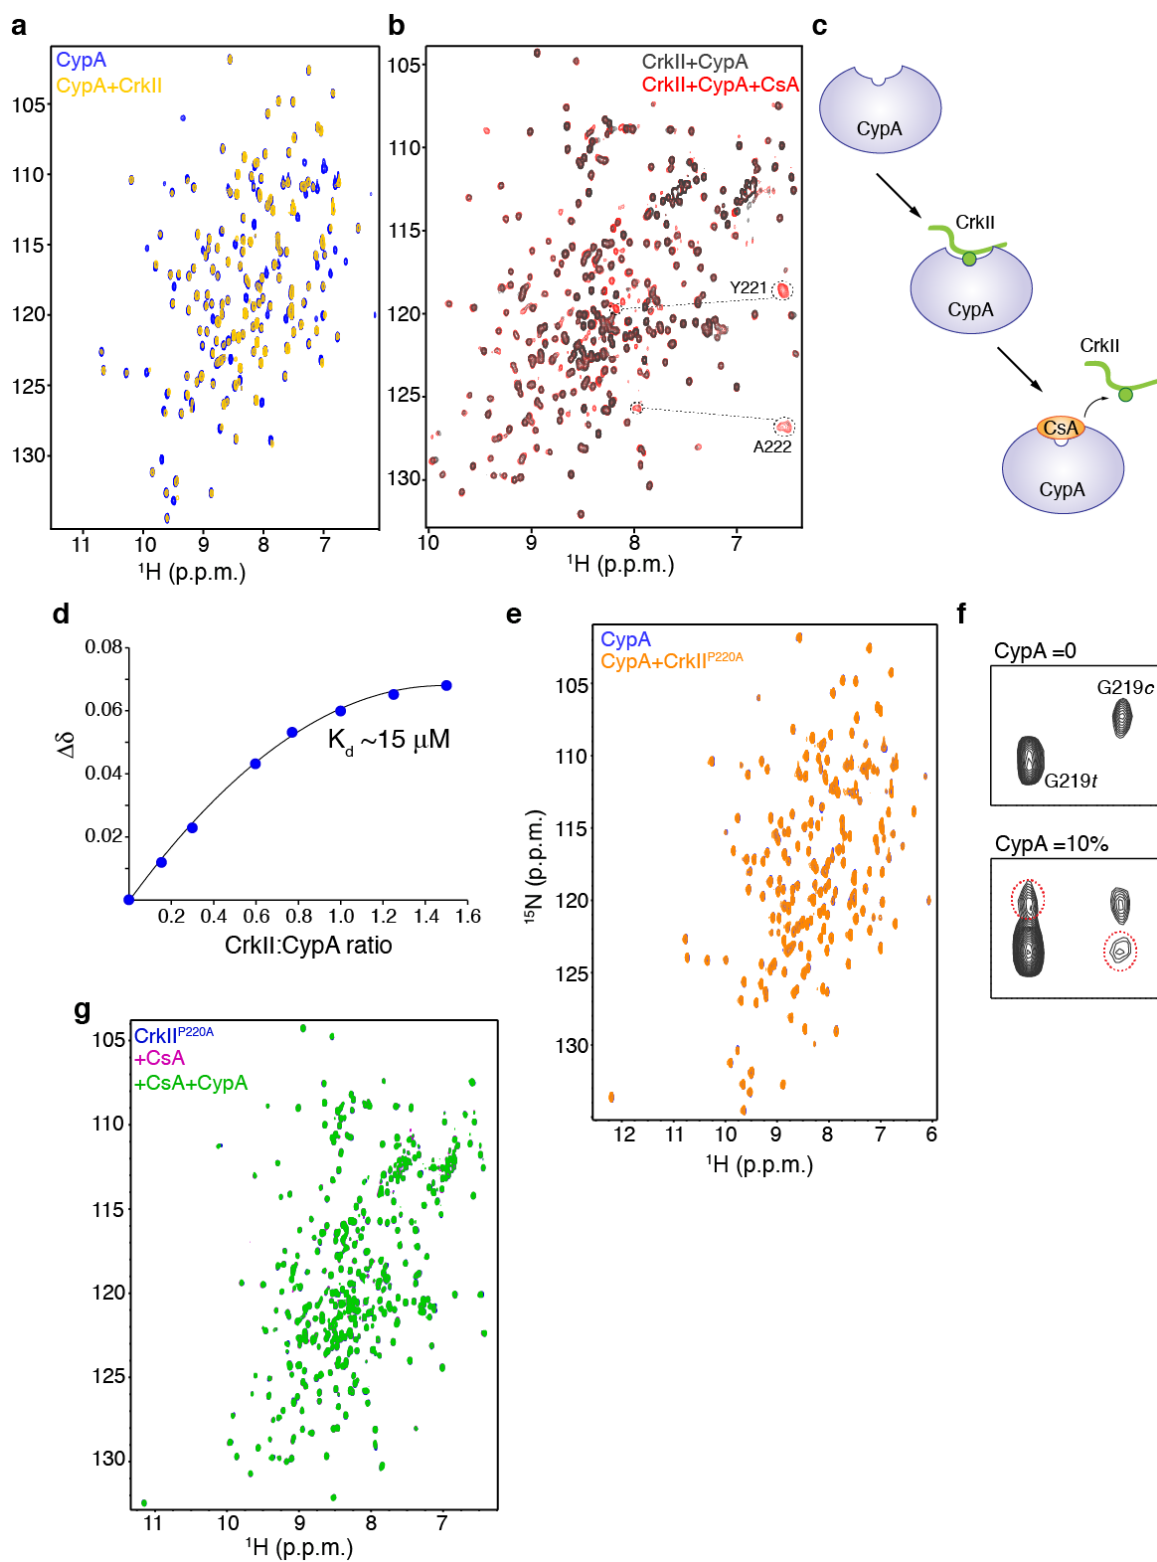 a
CypA
CypA+CrkII
105
110
115
120
125
130
11
10
9
8
7
¹H (p.p.m.)
b
CrkII+CypA
CrkII+CypA+CsA
105
110
115
120
125
130
Y221
A222
10
9
8
7
¹H (p.p.m.)
c
CypA
CrkII
CypA
CrkII
CsA
CypA
d
0.08
0.06
0.04
0.02
Δδ
K_d ~15 μM
0.2
0.4
0.6
0.8
1.0
1.2
1.4
1.6
CrkII:CypA ratio
e
CypA
CypA+CrkII^P220A
105
110
115
120
125
130
¹⁵N (p.p.m.)
12
11
10
9
8
7
6
¹H (p.p.m.)
f
CypA =0
G219c
G219t
CypA =10%
g
CrkII^P220A
+CsA
+CsA+CypA
105
110
115
120
125
130
11
10
9
8
7
¹H (p.p.m.)